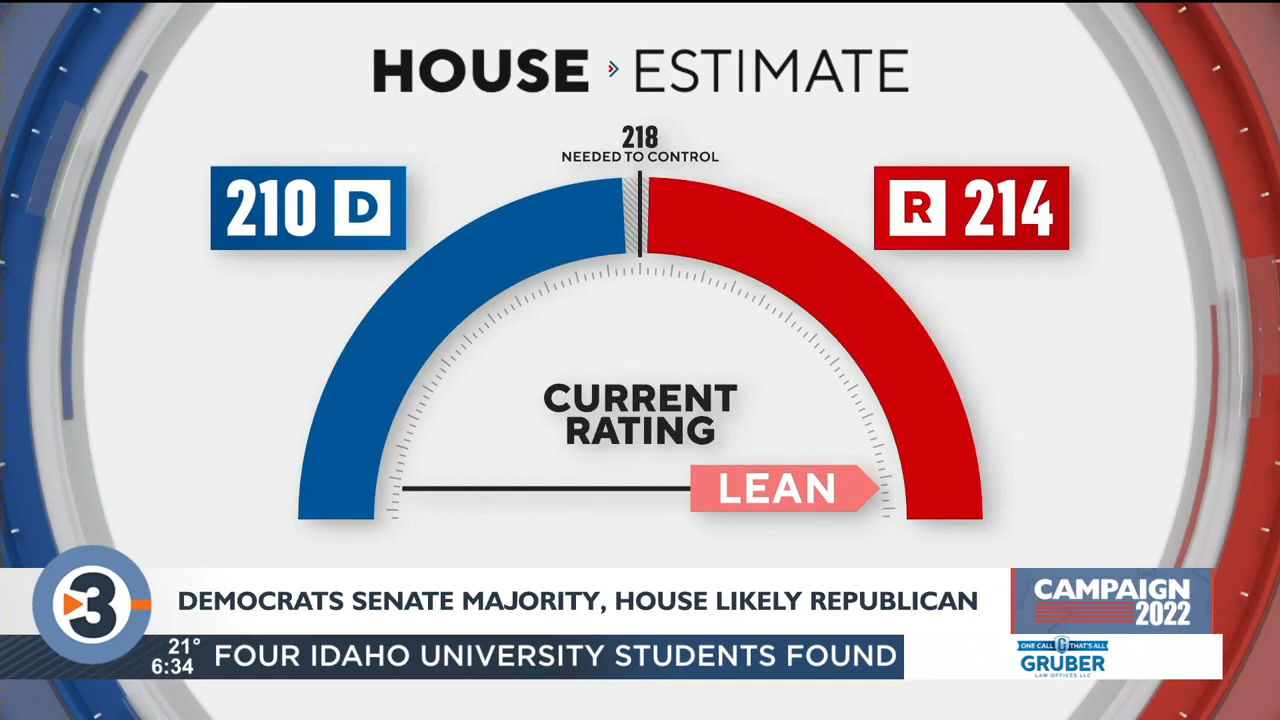 HOUSE ESTIMATE
218
NEEDED TO CONTROL
210 D
R 214
CURRENT
RATING
LEAN
3
DEMOCRATS SENATE MAJORITY, HOUSE LIKELY REPUBLICAN
CAMPAIGN
2022
21°
6:34
FOUR IDAHO UNIVERSITY STUDENTS FOUND
ONE CALL G THAT'S ALL
GRUBER
LAW OFFICES LLC